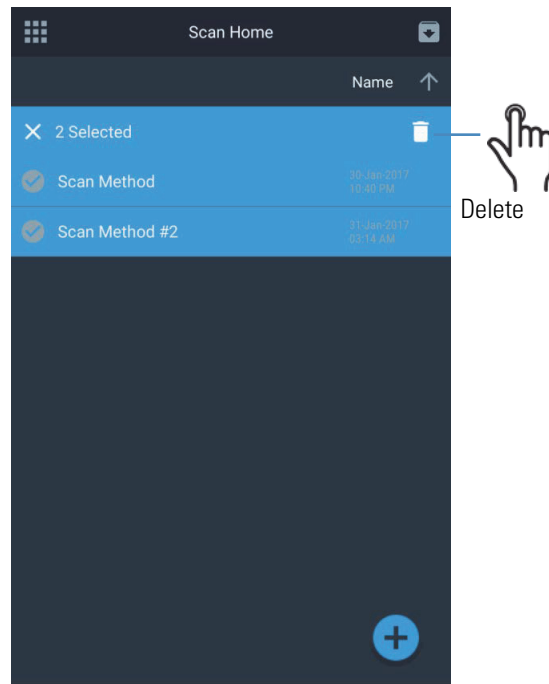 Scan Home
Name
2 Selected
Scan Method
30-Jan-2017
10:40 PM
Scan Method #2
31-Jan-2017
03:14 AM
Delete